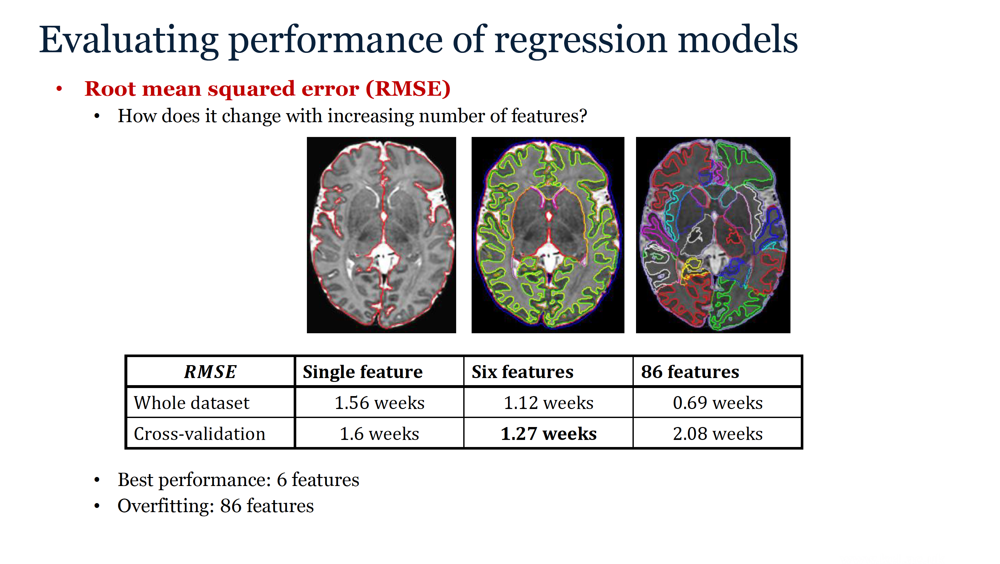 Evaluating performance of regression models
• Root mean squared error (RMSE)
• How does it change with increasing number of features?
RMSE Single feature Six features 86 features
Whole dataset 1.56 weeks 1.12 weeks 0.69 weeks
Cross-validation 1.6 weeks 1.27 weeks 2.08 weeks
• Best performance: 6 features
• Overfitting: 86 features